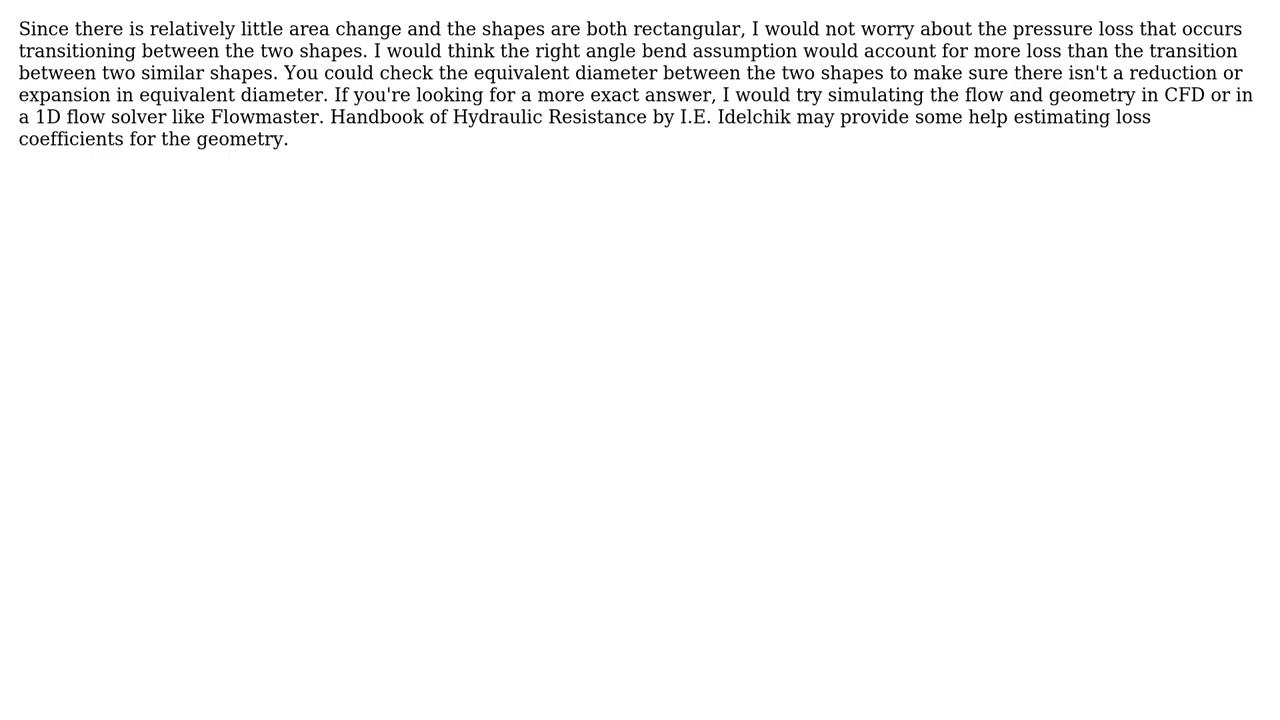 Since there is relatively little area change and the shapes are both rectangular, I would not worry about the pressure loss that occurs
transitioning between the two shapes. I would think the right angle bend assumption would account for more loss than the transition
between two similar shapes. You could check the equivalent diameter between the two shapes to make sure there isn't a reduction or
expansion in equivalent diameter. If you're looking for a more exact answer, I would try simulating the flow and geometry in CFD or in
a 1D flow solver like Flowmaster. Handbook of Hydraulic Resistance by I.E. Idelchik may provide some help estimating loss
coefficients for the geometry.